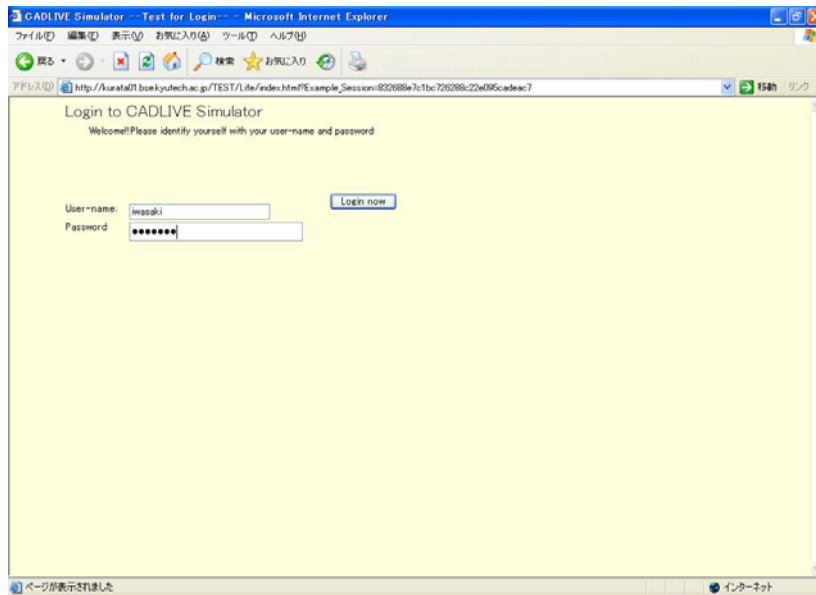 CADLIVE Simulator --Test for Login-- - Microsoft Internet Explorer
ファイル(F) 編集(E) 表示(V) お気に入り(A) ツール(T) ヘルプ(H)
戻る 検索 お気に入り
アドレス(D) http://kurata01.bse.kyutech.ac.jp/TEST/Life/index.html?Example_Session=832688e7c1bc726288c22e095cadeac7 移動 リンク
Login to CADLIVE Simulator
Welcome!!Please identify yourself with your user-name and password
Login now
User-name: iwasaki
Password: ●●●●●●●
ページが表示されました インターネット